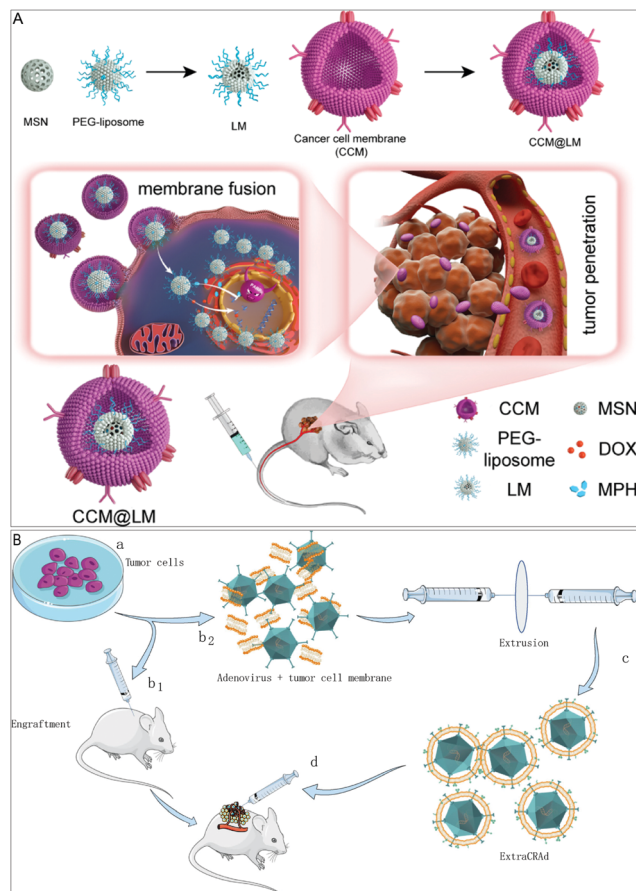 A
MSN
PEG-liposome
LM
Cancer cell membrane
(CCM)
CCM@LM
membrane fusion
tumor penetration
CCM@LM
CCM
MSN
PEG-
liposome
DOX
LM
MPH
B
a
Tumor cells
b2
Adenovirus + tumor cell membrane
Extrusion
c
b1
Engraftment
d
ExtraCRAd